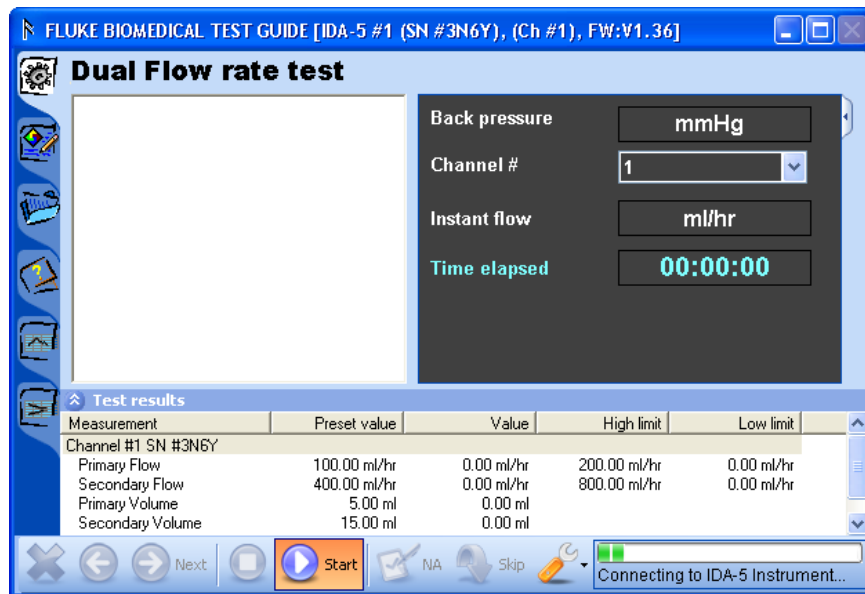 FLUKE BIOMEDICAL TEST GUIDE [IDA-5 #1 (SN #3N6Y), (Ch #1), FW:V1.36]
Dual Flow rate test
Back pressure mmHg
Channel # 1
Instant flow ml/hr
Time elapsed 00:00:00
Test results
Measurement Preset value Value High limit Low limit
Channel #1 SN #3N6Y
Primary Flow 100.00 ml/hr 0.00 ml/hr 200.00 ml/hr 0.00 ml/hr
Secondary Flow 400.00 ml/hr 0.00 ml/hr 800.00 ml/hr 0.00 ml/hr
Primary Volume 5.00 ml 0.00 ml
Secondary Volume 15.00 ml 0.00 ml
Next Start NA Skip Connecting to IDA-5 Instrument...